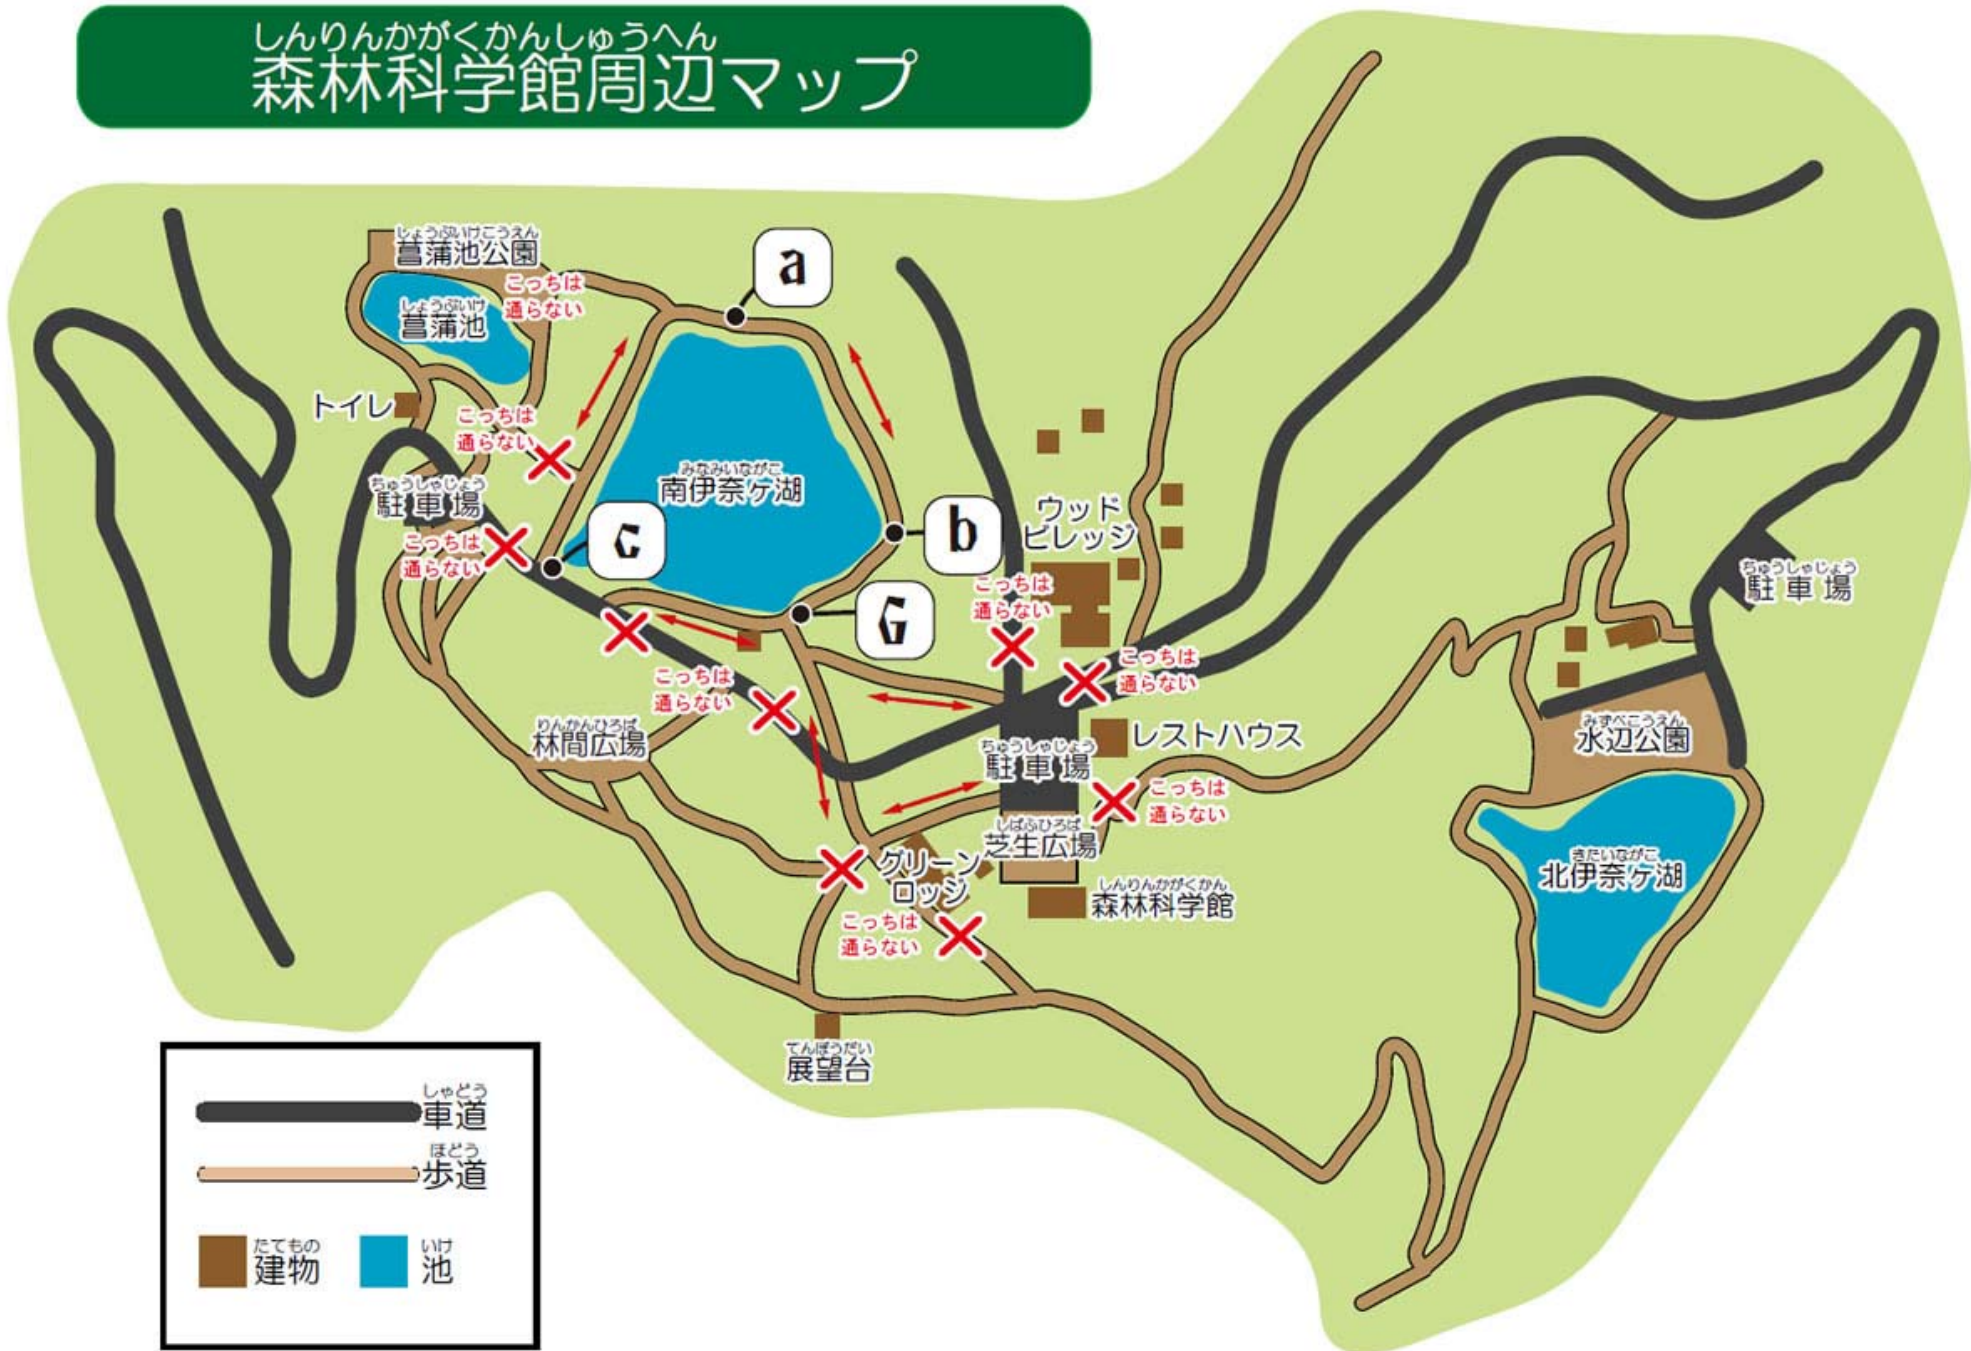 しんりんかがくかんしゅうへん
森林科学館周辺マップ
しょうぶいけこうえん
菖蒲池公園
こっちは
通らない
しょうぶいけ
菖蒲池
a
トイレ
こっちは
通らない
みなみいながこ
南伊奈ヶ湖
ちゅうしゃじょう
駐車場
こっちは
通らない
c
b
G
ウッド
ビレッジ
こっちは
通らない
こっちは
通らない
ちゅうしゃじょう
駐車場
こっちは
通らない
りんかんひろば
林間広場
ちゅうしゃじょう
駐車場
レストハウス
みずべこうえん
水辺公園
こっちは
通らない
しばふひろば
芝生広場
グリーン
ロッジ
しんりんかがくかん
森林科学館
きたいながこ
北伊奈ヶ湖
こっちは
通らない
てんぼうだい
展望台
しゃどう
車道
ほどう
歩道
たてもの
建物
いけ
池